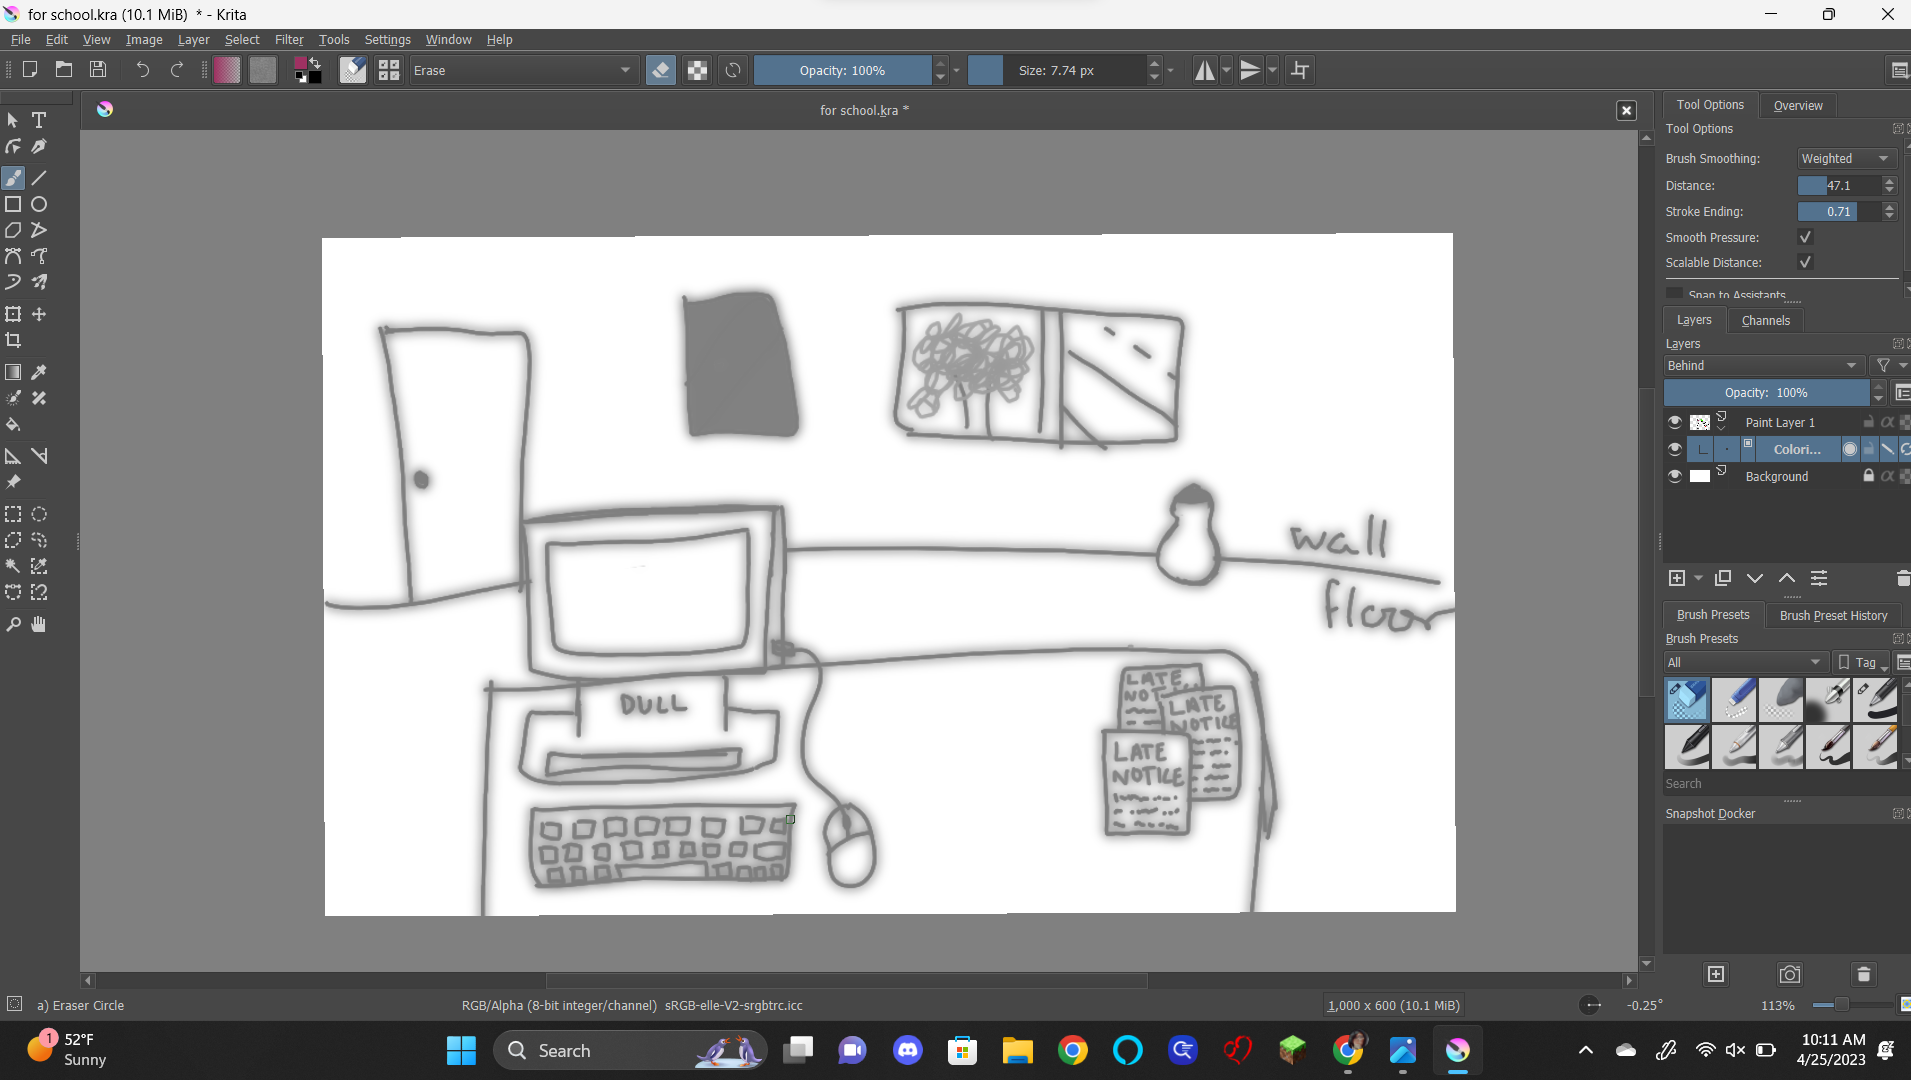 for school.kra (10.1 MiB)  * - Krita
File Edit View Image Layer Select Filter Tools Settings Window Help
Erase Opacity: 100% Size: 7.74 px
for school.kra *
Tool Options Overview
Tool Options
Brush Smoothing: Weighted
Distance: 47.1
Stroke Ending: 0.71
Smooth Pressure:
Scalable Distance:
Snap to Assistants
Layers Channels
Layers
Behind
Opacity: 100%
Paint Layer 1
Colori...
Background
wall
floor
DULL
LATE
NOTIC
LATE
NOTICE
LATE
NOTICE
Brush Presets Brush Preset History
Brush Presets
All Tag
Search
Snapshot Docker
a) Eraser Circle RGB/Alpha (8-bit integer/channel) sRGB-elle-V2-srgbtrc.icc 1,000 x 600 (10.1 MiB) -0.25° 113%
1 52°F
Sunny
Search
10:11 AM
4/25/2023